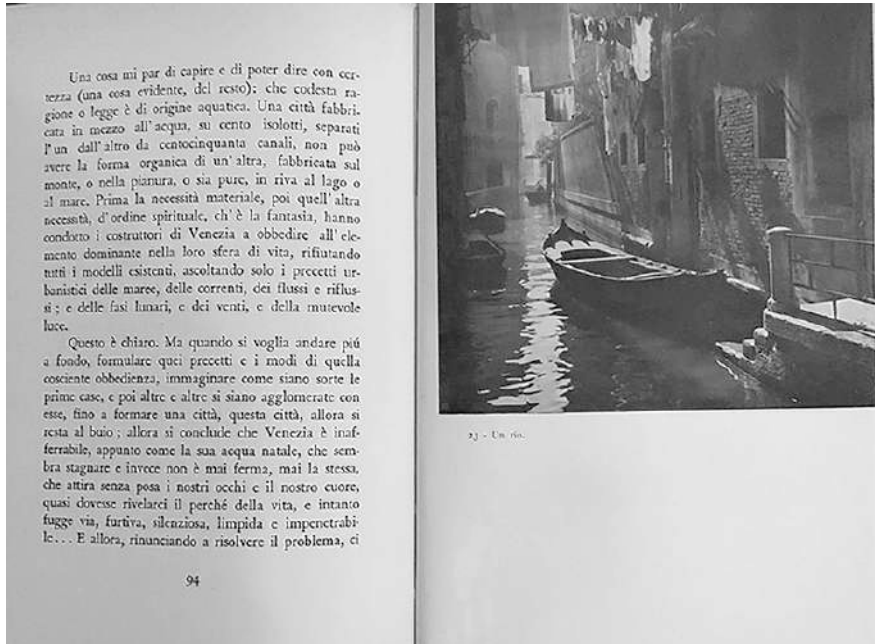 Una cosa mi par di capire e di poter dire con cer-
tezza (una cosa evidente, del resto): che codesta ra-
gione o legge è di origine aquatica. Una città fabbri-
cata in mezzo all'acqua, su cento isolotti, separati
l'un dall'altro da centocinquanta canali, non può
avere la forma organica di un'altra, fabbricata sul
monte, o nella pianura, o sia pure, in riva al lago o
al mare. Prima la necessità materiale, poi quell'altra
necessità, d'ordine spirituale, ch'è la fantasia, hanno
condotto i costruttori di Venezia a obbedire all'ele-
mento dominante nella loro sfera di vita, rifiutando
tutti i modelli esistenti, ascoltando solo i precetti ur-
banistici delle maree, delle correnti, dei flussi e riflus-
si; e delle fasi lunari, e dei venti, e della mutevole
luce.
Questo è chiaro. Ma quando si voglia andare piú
a fondo, formulare quei precetti e i modi di quella
cosciente obbedienza, immaginare come siano sorte le
prime case, e poi altre e altre si siano agglomerate con
esse, fino a formare una città, questa città, allora si
resta al buio; allora si conclude che Venezia è inaf-
ferrabile, appunto come la sua acqua natale, che sem-
bra stagnare e invece non è mai ferma, mai la stessa,
che attira senza posa i nostri occhi e il nostro cuore,
quasi dovesse rivelarci il perché della vita, e intanto
fugge via, furtiva, silenziosa, limpida e impenetrabi-
le... E allora, rinunciando a risolvere il problema, ci
94
23 - Un rio.